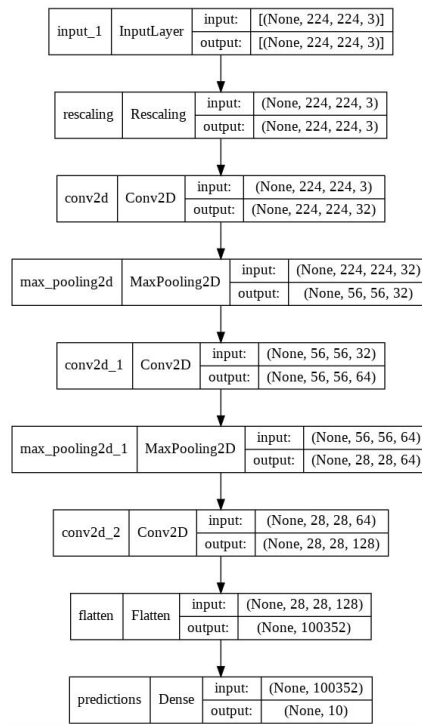 input_1 InputLayer input: [(None, 224, 224, 3)]
output: [(None, 224, 224, 3)]
rescaling Rescaling input: (None, 224, 224, 3)
output: (None, 224, 224, 3)
conv2d Conv2D input: (None, 224, 224, 3)
output: (None, 224, 224, 32)
max_pooling2d MaxPooling2D input: (None, 224, 224, 32)
output: (None, 56, 56, 32)
conv2d_1 Conv2D input: (None, 56, 56, 32)
output: (None, 56, 56, 64)
max_pooling2d_1 MaxPooling2D input: (None, 56, 56, 64)
output: (None, 28, 28, 64)
conv2d_2 Conv2D input: (None, 28, 28, 64)
output: (None, 28, 28, 128)
flatten Flatten input: (None, 28, 28, 128)
output: (None, 100352)
predictions Dense input: (None, 100352)
output: (None, 10)